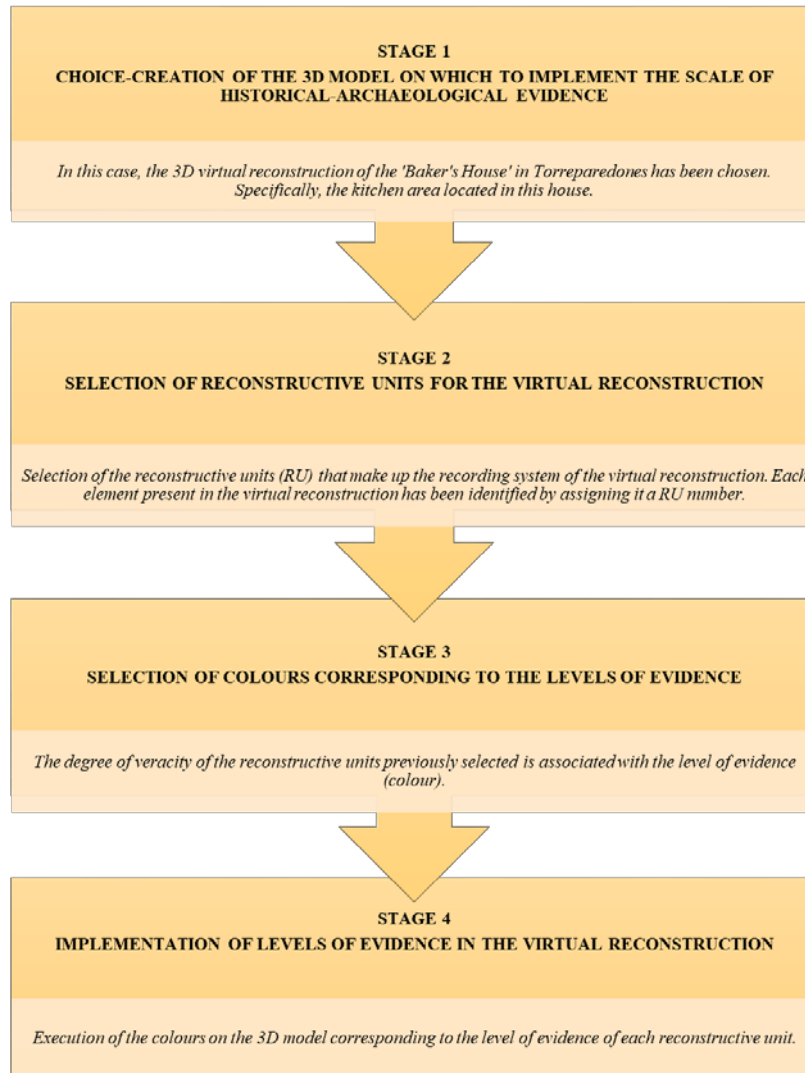 STAGE 1
CHOICE-CREATION OF THE 3D MODEL ON WHICH TO IMPLEMENT THE SCALE OF
HISTORICAL-ARCHAEOLOGICAL EVIDENCE
In this case, the 3D virtual reconstruction of the 'Baker's House' in Torreparedones has been chosen.
Specifically, the kitchen area located in this house.
STAGE 2
SELECTION OF RECONSTRUCTIVE UNITS FOR THE VIRTUAL RECONSTRUCTION
Selection of the reconstructive units (RU) that make up the recording system of the virtual reconstruction. Each
element present in the virtual reconstruction has been identified by assigning it a RU number.
STAGE 3
SELECTION OF COLOURS CORRESPONDING TO THE LEVELS OF EVIDENCE
The degree of veracity of the reconstructive units previously selected is associated with the level of evidence
(colour).
STAGE 4
IMPLEMENTATION OF LEVELS OF EVIDENCE IN THE VIRTUAL RECONSTRUCTION
Execution of the colours on the 3D model corresponding to the level of evidence of each reconstructive unit.